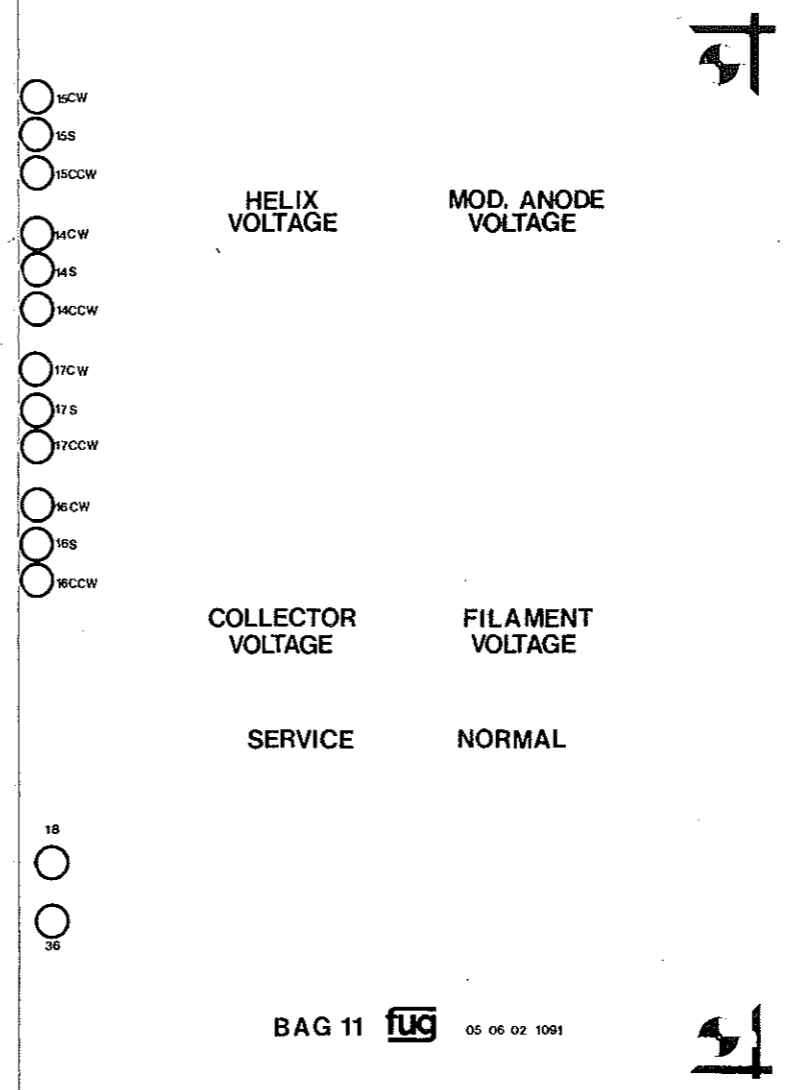 15CW
15S
15CCW
HELIX
VOLTAGE
MOD. ANODE
VOLTAGE
14CW
14S
14CCW
17CW
17S
17CCW
16CW
16S
16CCW
COLLECTOR
VOLTAGE
FILAMENT
VOLTAGE
SERVICE
NORMAL
18
36
BAG 11 fug 05 06 02 1091